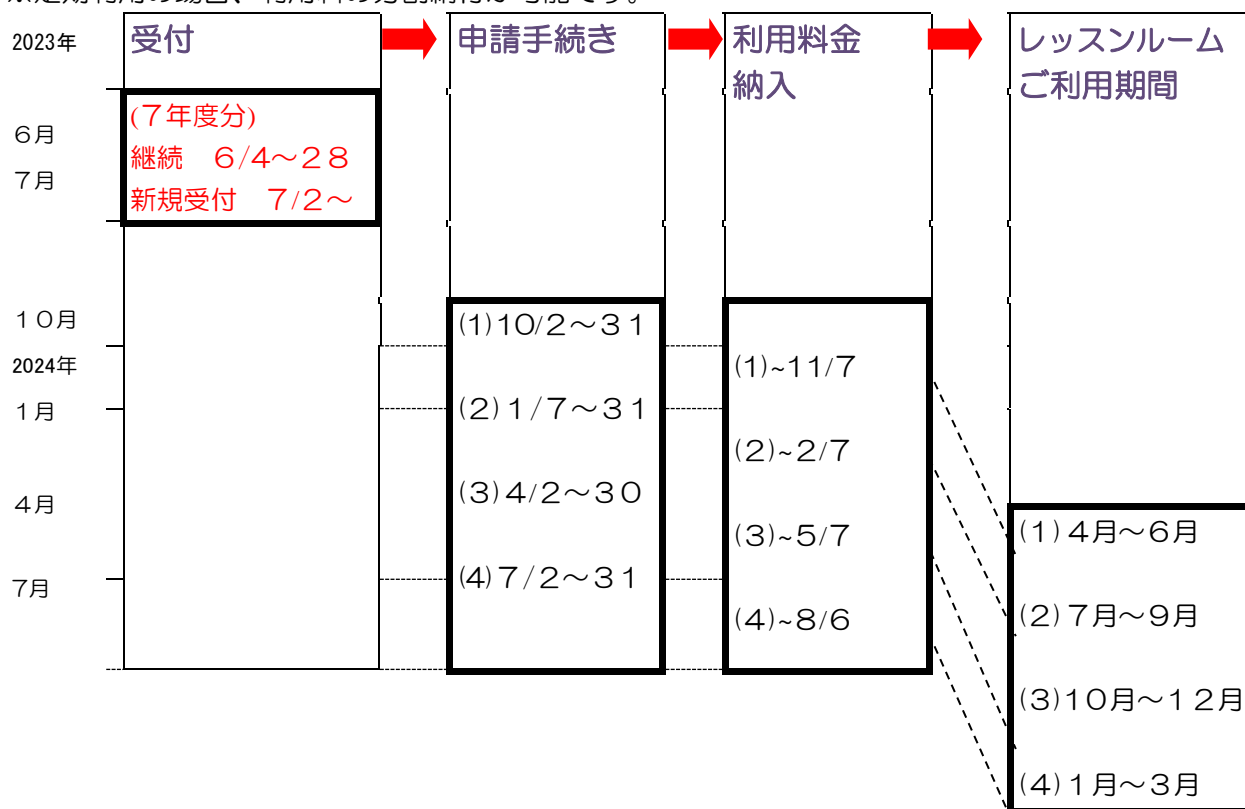 2023年
受付
申請手続き
利用料金
納入
レッスンルーム
ご利用期間
6月
7月
(７年度分)
継続　６/４～２８
新規受付　７/２～
１０月
2024年
1月
4月
7月
(1)１０/２～３１
(2)１/７～３１
(3)４/２～３０
(4)７/２～３１
(1)~１１/７
(2)~２/７
(3)~５/７
(4)~８/６
(1)４月～６月
(2)７月～９月
(3)１０月～１２月
(4)１月～３月